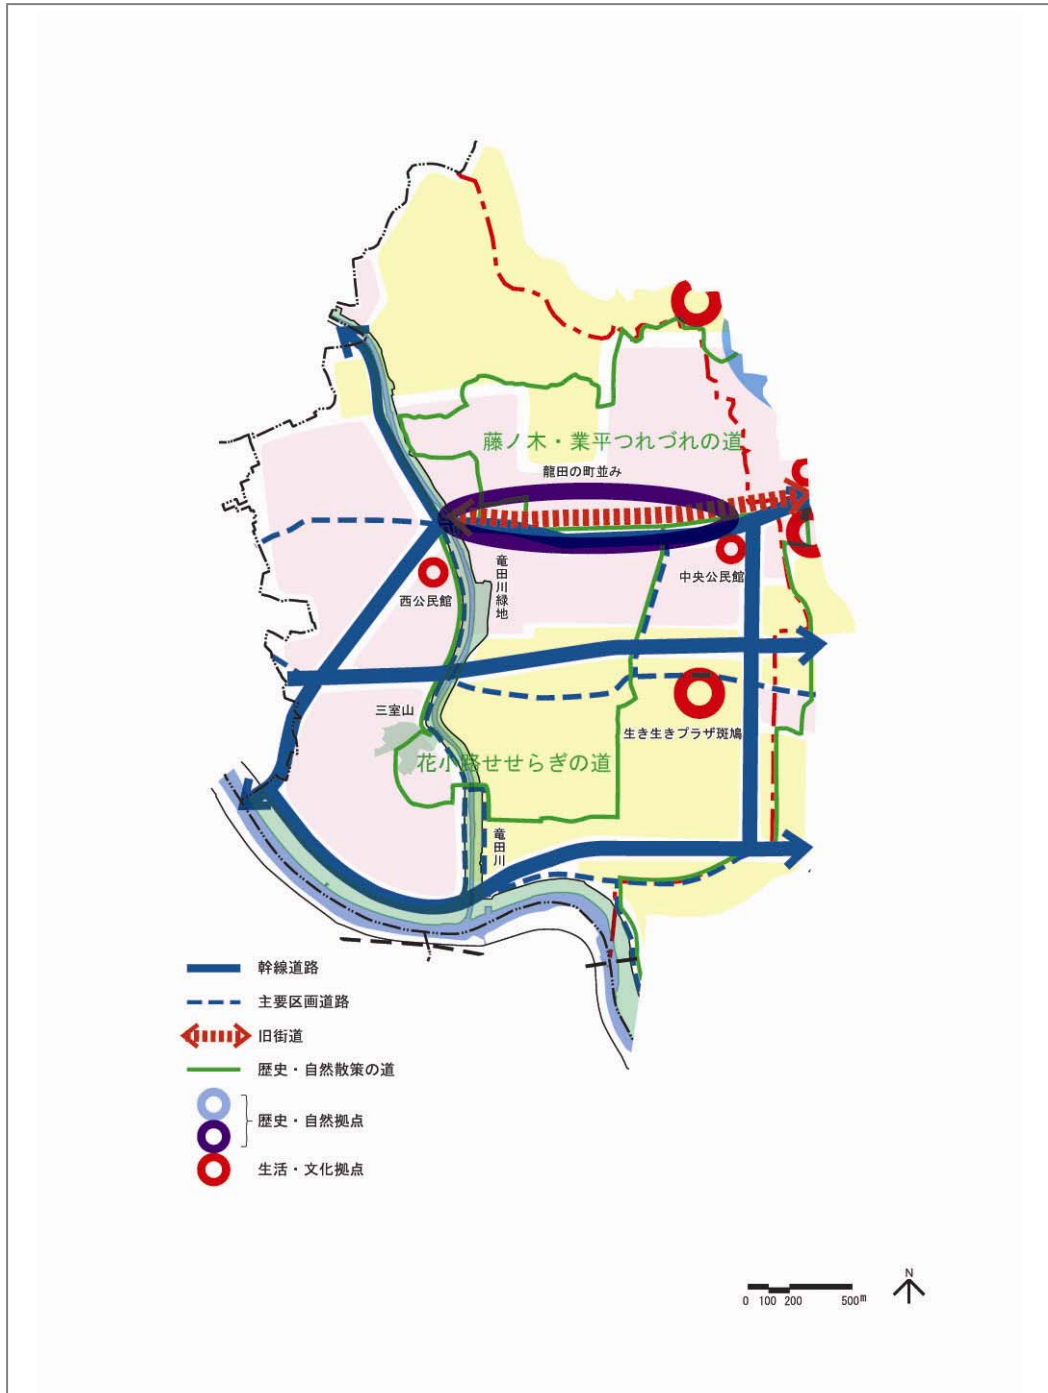 藤ノ木・業平つれづれの道
龍田の町並み
竜田川緑地
中央公民館
西公民館
三室山
生き生きプラザ斑鳩
花小路せせらぎの道
竜田川
幹線道路
主要区画道路
旧街道
歴史・自然散策の道
歴史・自然拠点
生活・文化拠点
N
0 100 200 500m